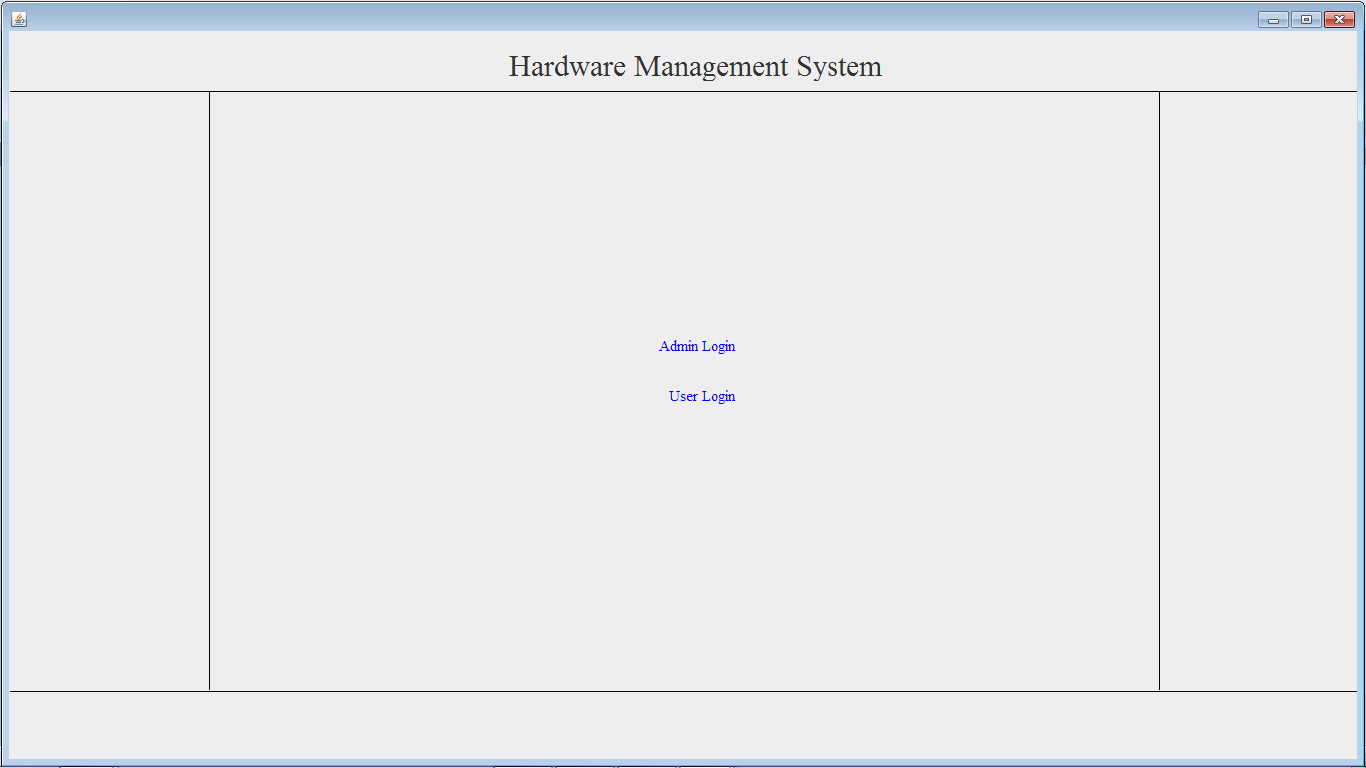 Hardware Management System
Admin Login
User Login